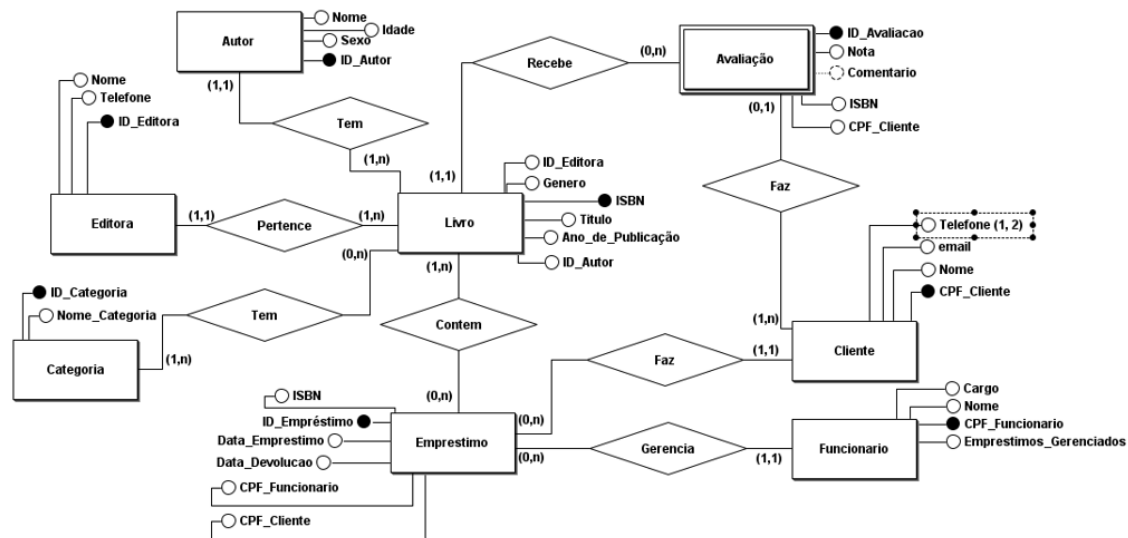 Nome
Idade
Sexo
ID_Autor
Autor
(1,1)
Tem
(1,n)
Recebe
(0,n)
(1,1)
Avaliação
ID_Avaliacao
Nota
Comentario
ISBN
CPF_Cliente
(0,1)
Faz
(1,n)
Nome
Telefone
ID_Editora
Editora
(1,1)
Pertence
(1,n)
Livro
ID_Editora
Genero
ISBN
Titulo
Ano_de_Publicação
ID_Autor
(0,n)
(1,n)
Telefone (1, 2)
email
Nome
CPF_Cliente
Cliente
ID_Categoria
Nome_Categoria
Categoria
(1,n)
Tem
Contem
(0,n)
Faz
(1,1)
(0,n)
ISBN
ID_Empréstimo
Data_Emprestimo
Data_Devolucao
CPF_Funcionario
CPF_Cliente
Emprestimo
(0,n)
Gerencia
(1,1)
Funcionario
Cargo
Nome
CPF_Funcionario
Emprestimos_Gerenciados